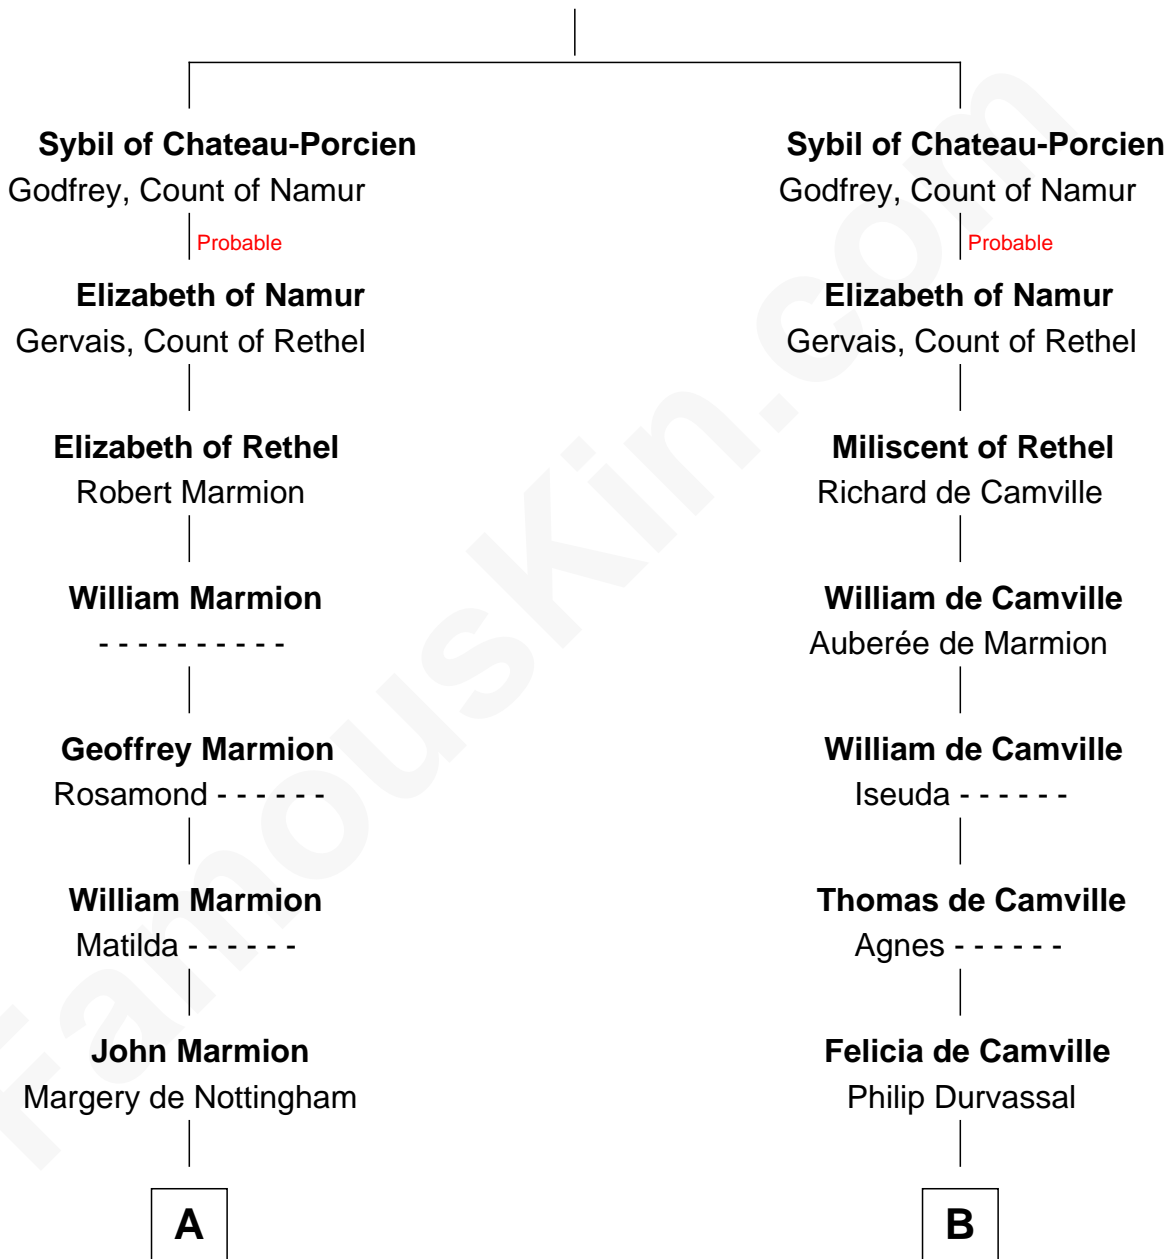 Sybil of Chateau-Porcien
Godfrey, Count of Namur
Probable
Elizabeth of Namur
Gervais, Count of Rethel
Elizabeth of Rethel
Robert Marmion
William Marmion
- - - - - - - - - -
Geoffrey Marmion
Rosamond - - - - - -
William Marmion
Matilda - - - - - -
John Marmion
Margery de Nottingham
A
Sybil of Chateau-Porcien
Godfrey, Count of Namur
Probable
Elizabeth of Namur
Gervais, Count of Rethel
Miliscent of Rethel
Richard de Camville
William de Camville
Auberée de Marmion
William de Camville
Iseuda - - - - - -
Thomas de Camville
Agnes - - - - - -
Felicia de Camville
Philip Durvassal
B
FamousKin.com